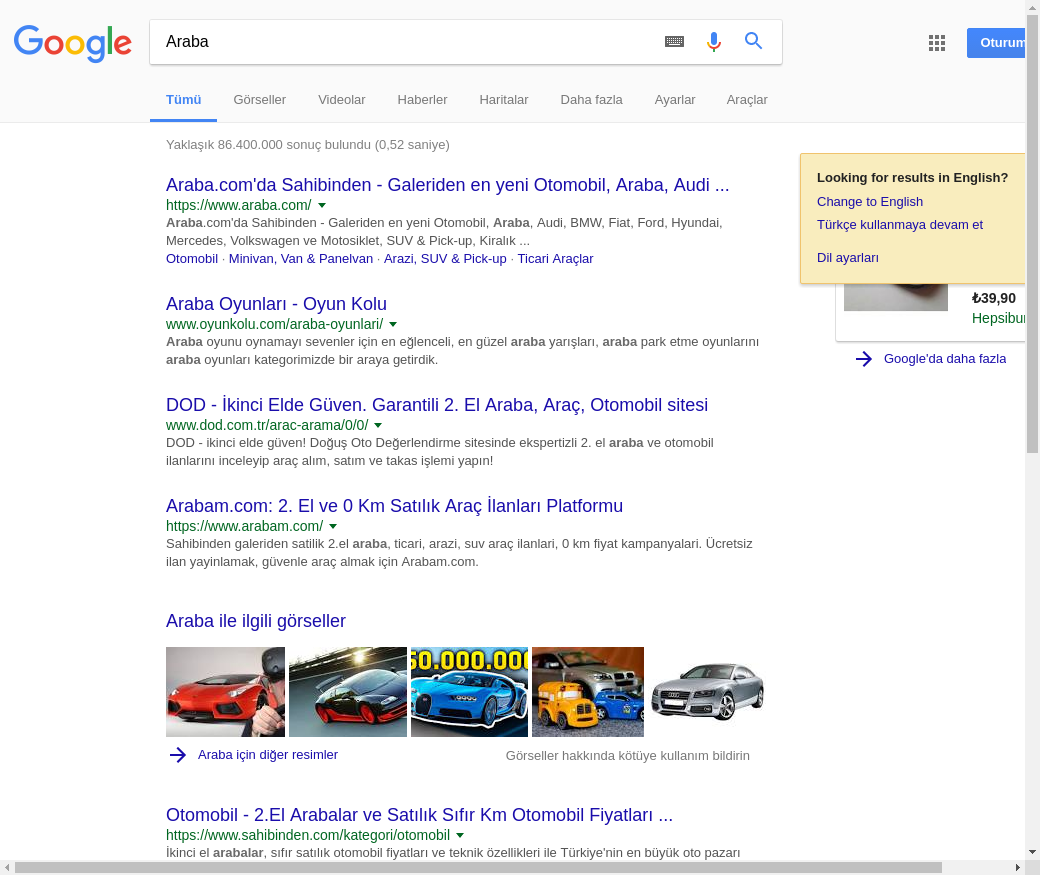 Google
Araba
Oturum
Tümü Görseller Videolar Haberler Haritalar Daha fazla Ayarlar Araçlar
Yaklaşık 86.400.000 sonuç bulundu (0,52 saniye)
Araba.com'da Sahibinden - Galeriden en yeni Otomobil, Araba, Audi ...
https://www.araba.com/
Araba.com'da Sahibinden - Galeriden en yeni Otomobil, Araba, Audi, BMW, Fiat, Ford, Hyundai,
Mercedes, Volkswagen ve Motosiklet, SUV & Pick-up, Kiralık ...
Otomobil · Minivan, Van & Panelvan · Arazi, SUV & Pick-up · Ticari Araçlar
Araba Oyunları - Oyun Kolu
www.oyunkolu.com/araba-oyunlari/
Araba oyunu oynamayı sevenler için en eğlenceli, en güzel araba yarışları, araba park etme oyunlarını
araba oyunları kategorimizde bir araya getirdik.
DOD - İkinci Elde Güven. Garantili 2. El Araba, Araç, Otomobil sitesi
www.dod.com.tr/arac-arama/0/0/
DOD - ikinci elde güven! Doğuş Oto Değerlendirme sitesinde ekspertizli 2. el araba ve otomobil
ilanlarını inceleyip araç alım, satım ve takas işlemi yapın!
Arabam.com: 2. El ve 0 Km Satılık Araç İlanları Platformu
https://www.arabam.com/
Sahibinden galeriden satilik 2.el araba, ticari, arazi, suv araç ilanlari, 0 km fiyat kampanyalari. Ücretsiz
ilan yayinlamak, güvenle araç almak için Arabam.com.
Araba ile ilgili görseller
50.000.000
Araba için diğer resimler
Görseller hakkında kötüye kullanım bildirin
Otomobil - 2.El Arabalar ve Satılık Sıfır Km Otomobil Fiyatları ...
https://www.sahibinden.com/kategori/otomobil
İkinci el arabalar, sıfır satılık otomobil fiyatları ve teknik özellikleri ile Türkiye'nin en büyük oto pazarı
Looking for results in English?
Change to English
Türkçe kullanmaya devam et
Dil ayarları
₺39,90
Hepsibur
Google'da daha fazla